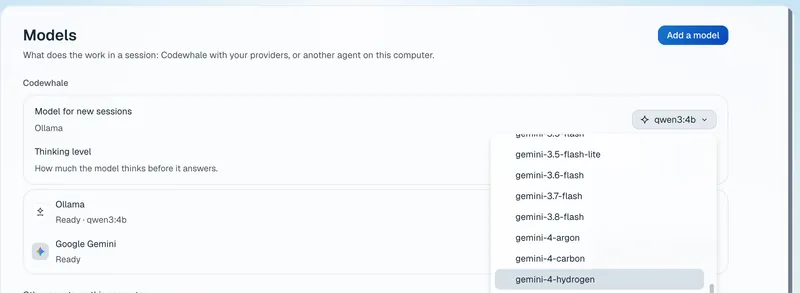 Models
Add a model
What does the work in a session: Codewhale with your providers, or another agent on this computer.
Codewhale
Model for new sessions
Ollama
qwen3:4b
Thinking level
How much the model thinks before it answers.
gemini-3.5-flash-lite
gemini-3.6-flash
gemini-3.7-flash
gemini-3.8-flash
gemini-4-argon
gemini-4-carbon
gemini-4-hydrogen
Ollama
Ready · qwen3:4b
Google Gemini
Ready